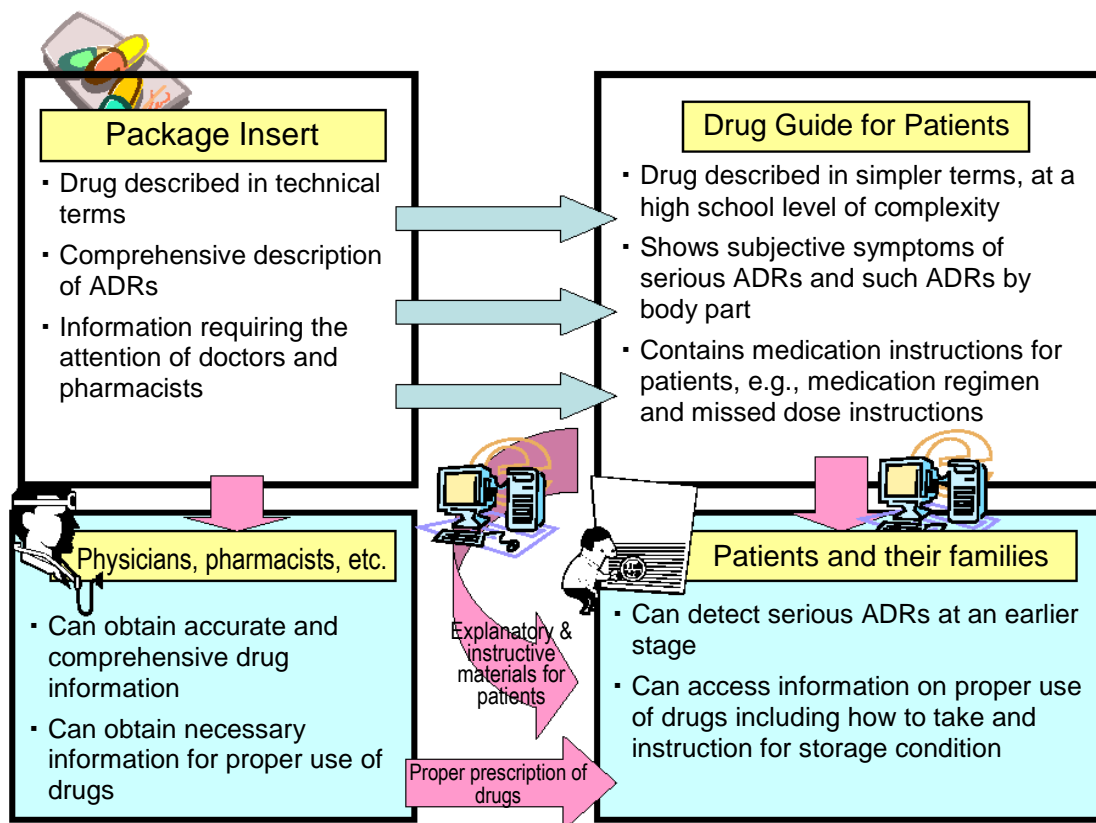 Package Insert
・Drug described in technical
terms
・Comprehensive description
of ADRs
・Information requiring the
attention of doctors and
pharmacists
Drug Guide for Patients
・Drug described in simpler terms, at a
high school level of complexity
・Shows subjective symptoms of
serious ADRs and such ADRs by
body part
・Contains medication instructions for
patients, e.g., medication regimen
and missed dose instructions
Physicians, pharmacists, etc.
・Can obtain accurate and
comprehensive drug
information
・Can obtain necessary
information for proper use of
drugs
Explanatory &
instructive
materials for
patients
Proper prescription of
drugs
Patients and their families
・Can detect serious ADRs at an earlier
stage
・Can access information on proper use
of drugs including how to take and
instruction for storage condition